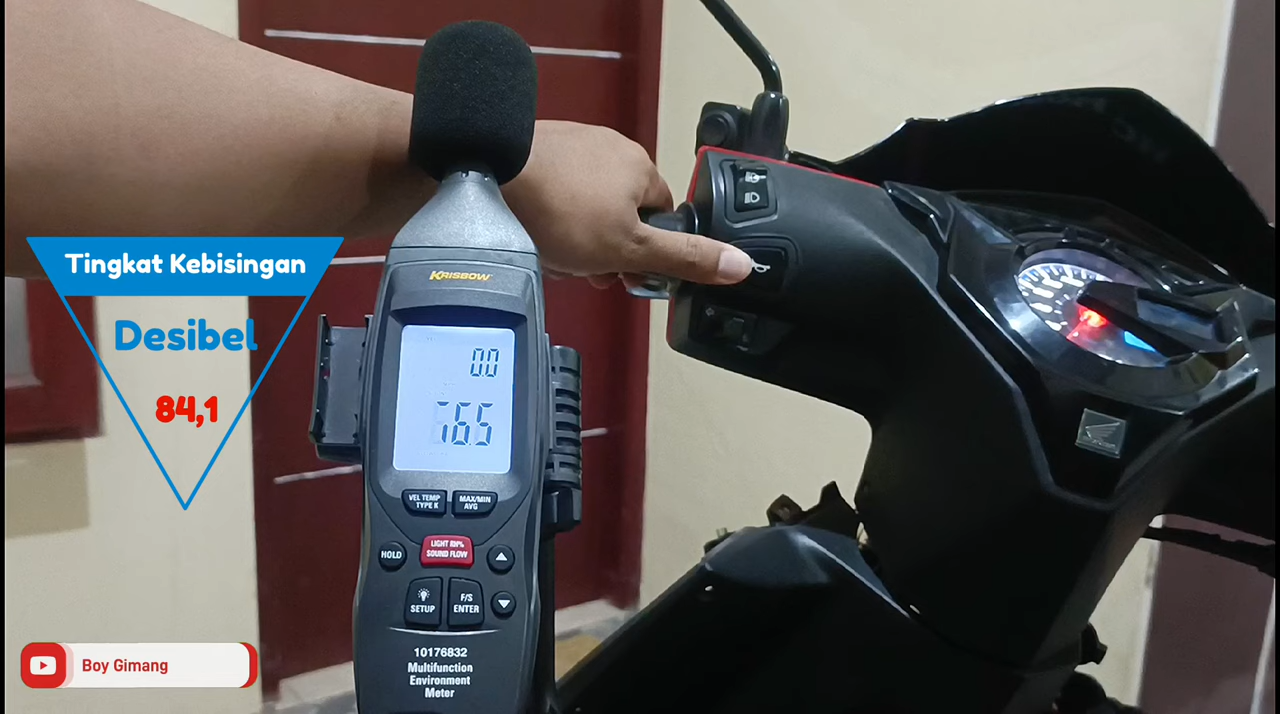 Tingkat Kebisingan
Desibel
84,1
KRISBOW
0.0
76.5
VEL TEMP
TYPE K
MAX/MIN
AVG
HOLD
LIGHT RH%
SOUND FLOW
SETUP
F/S
ENTER
10176832
Multifunction
Environment
Meter
Boy Gimang